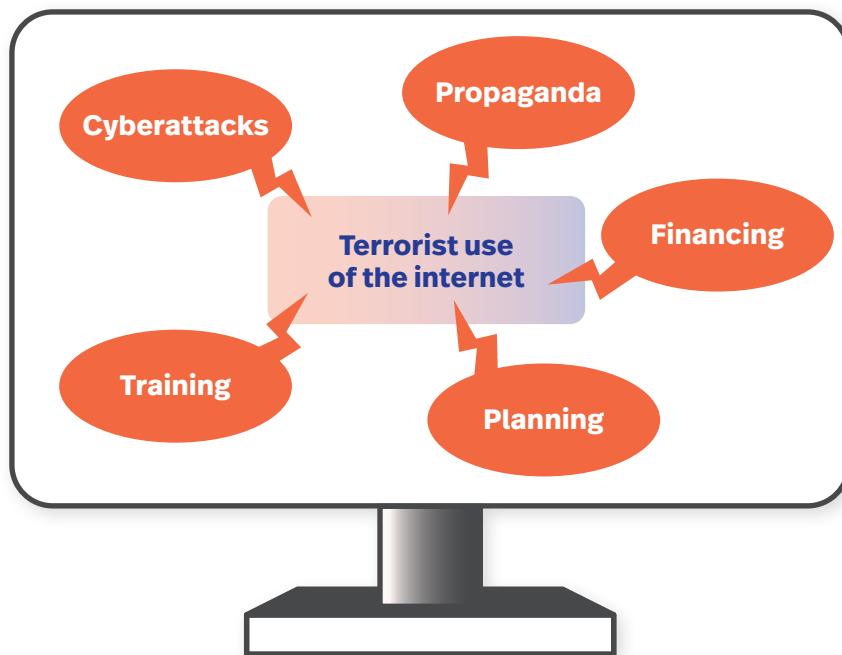 Propaganda
Cyberattacks
Financing
Terrorist use
of the internet
Training
Planning